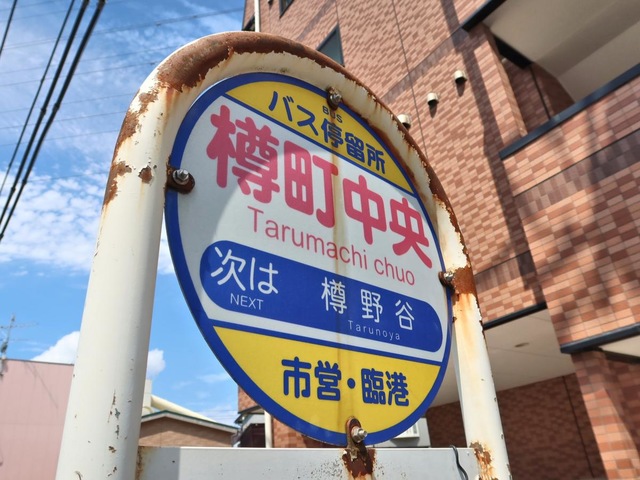 BUS
バス停留所
樽町中央
Tarumachi chuo
次は 樽野谷
NEXT Tarunoya
市営・臨港